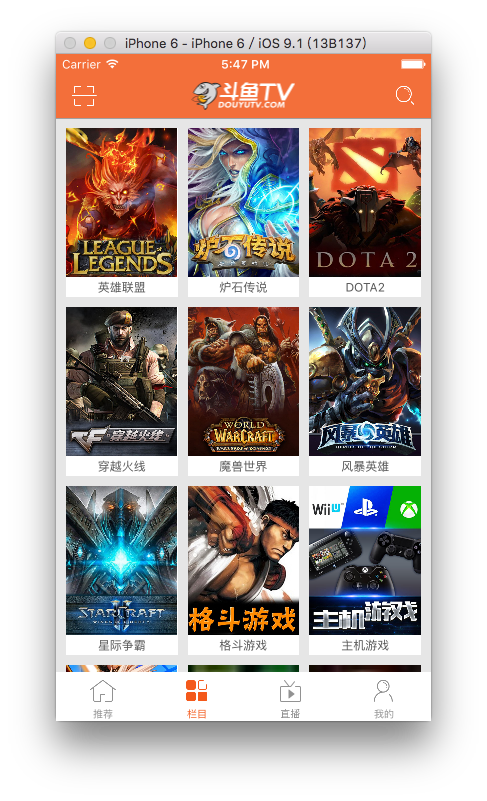 iPhone 6 - iPhone 6 / iOS 9.1 (13B137)
Carrier 5:47 PM
斗鱼TV
DOUYUTV.COM
LEAGUE of
LEGENDS
炉石传说
DOTA 2
英雄联盟
炉石传说
DOTA2
CF 穿越火线
WORLD
WARCRAFT
风暴英雄
穿越火线
魔兽世界
风暴英雄
STARCRAFT
II
格斗游戏
Wii U
主机游戏
星际争霸
格斗游戏
主机游戏
推荐
栏目
直播
我的